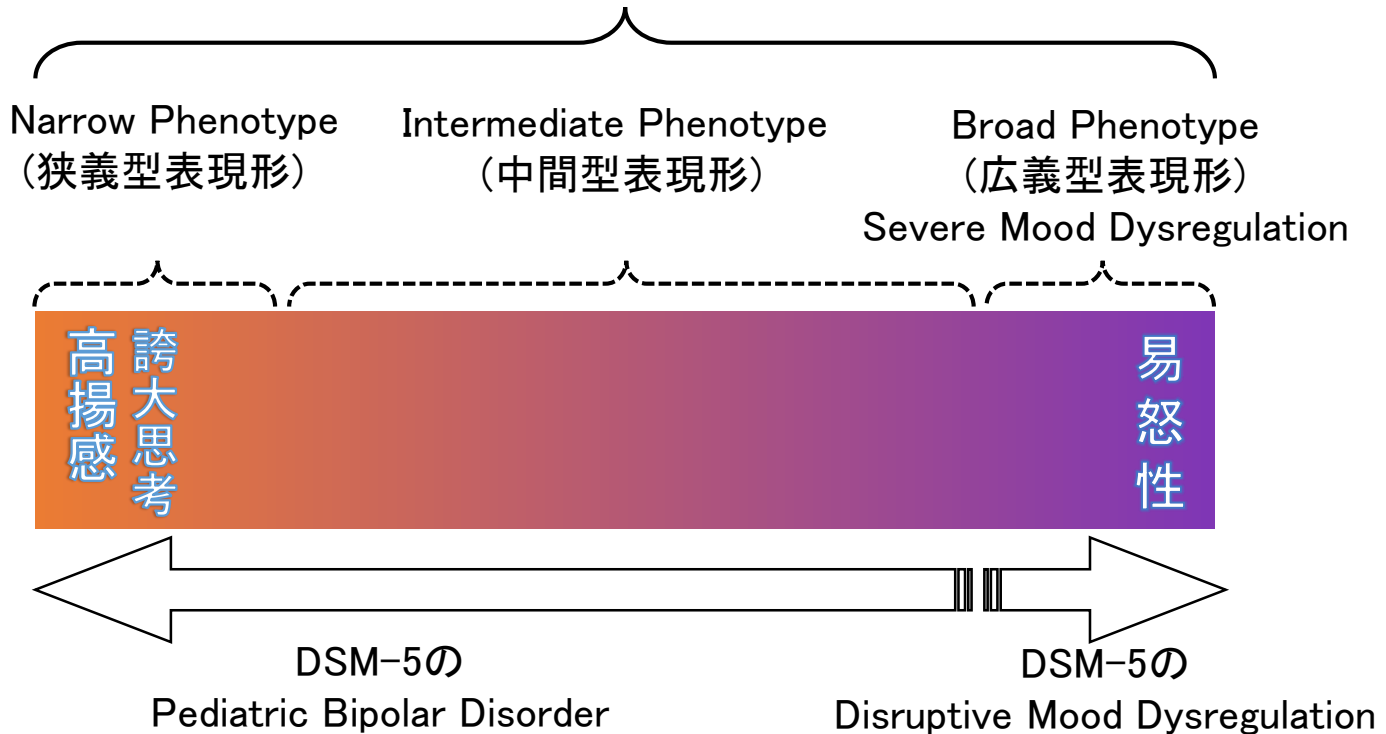 Narrow Phenotype
(狭義型表現形)
Intermediate Phenotype
(中間型表現形)
Broad Phenotype
(広義型表現形)
Severe Mood Dysregulation
誇大思考
高揚感
易怒性
DSM-5の
Pediatric Bipolar Disorder
DSM-5の
Disruptive Mood Dysregulation